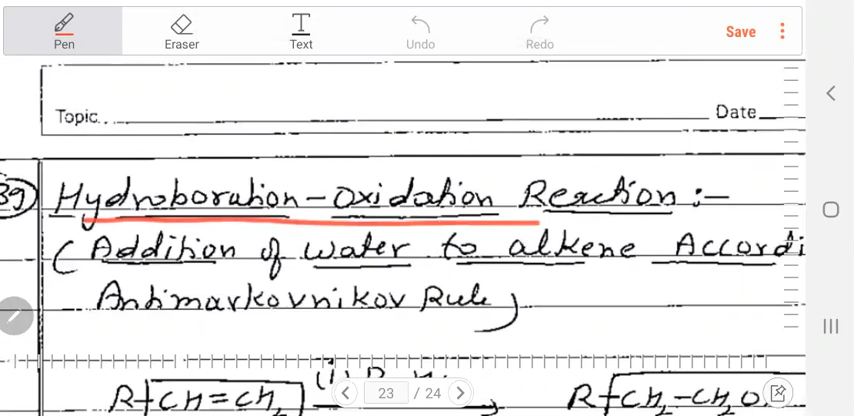 Pen Eraser Text Undo Redo Save
Topic Date
39) Hydroboration-Oxidation Reaction :-
( Addition of water to alkene Accordi
Antimarkovnikov Rule)
(i) B H
R-CH=CH2 R-CH2-CH2O
23 / 24